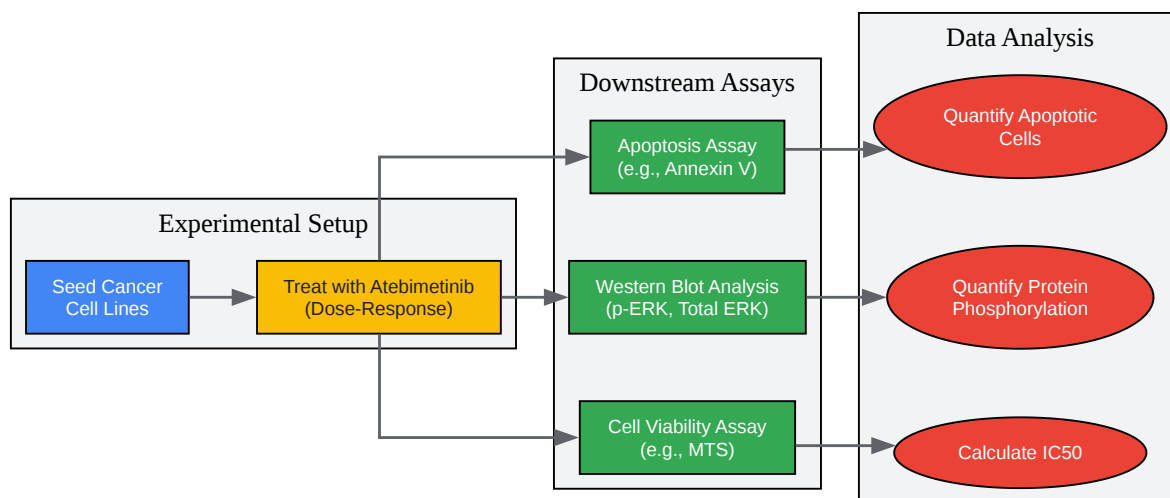 Experimental Setup
Seed Cancer
Cell Lines
Treat with Atebimetinib
(Dose-Response)
Downstream Assays
Apoptosis Assay
(e.g., Annexin V)
Western Blot Analysis
(p-ERK, Total ERK)
Cell Viability Assay
(e.g., MTS)
Data Analysis
Quantify Apoptotic
Cells
Quantify Protein
Phosphorylation
Calculate IC50